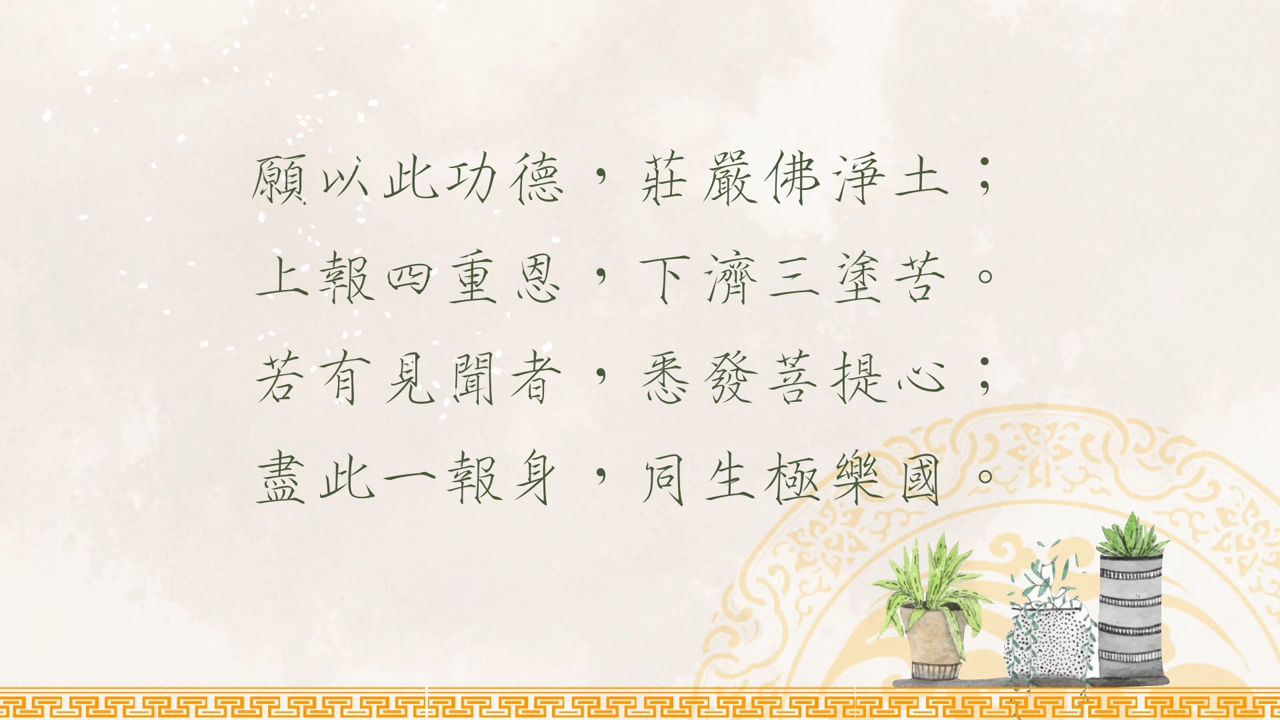 願以此功德，莊嚴佛淨土；
上報四重恩，下濟三塗苦。
若有見聞者，悉發菩提心；
盡此一報身，同生極樂國。